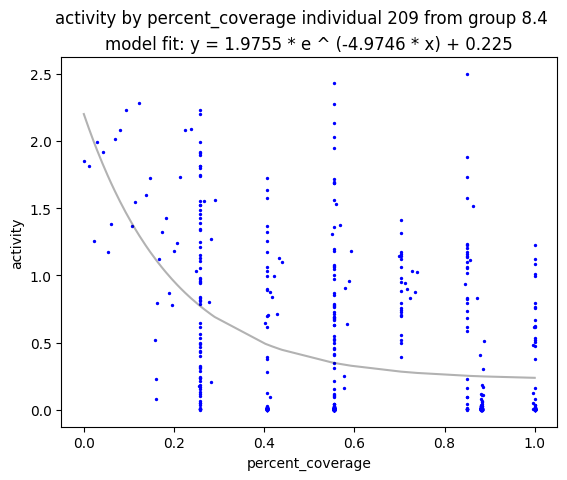 activity by percent_coverage individual 209 from group 8.4
model fit: y = 1.9755 * e ^ (-4.9746 * x) + 0.225
2.5
2.0
1.5
1.0
0.5
0.0
activity
0.0 0.2 0.4 0.6 0.8 1.0
percent_coverage